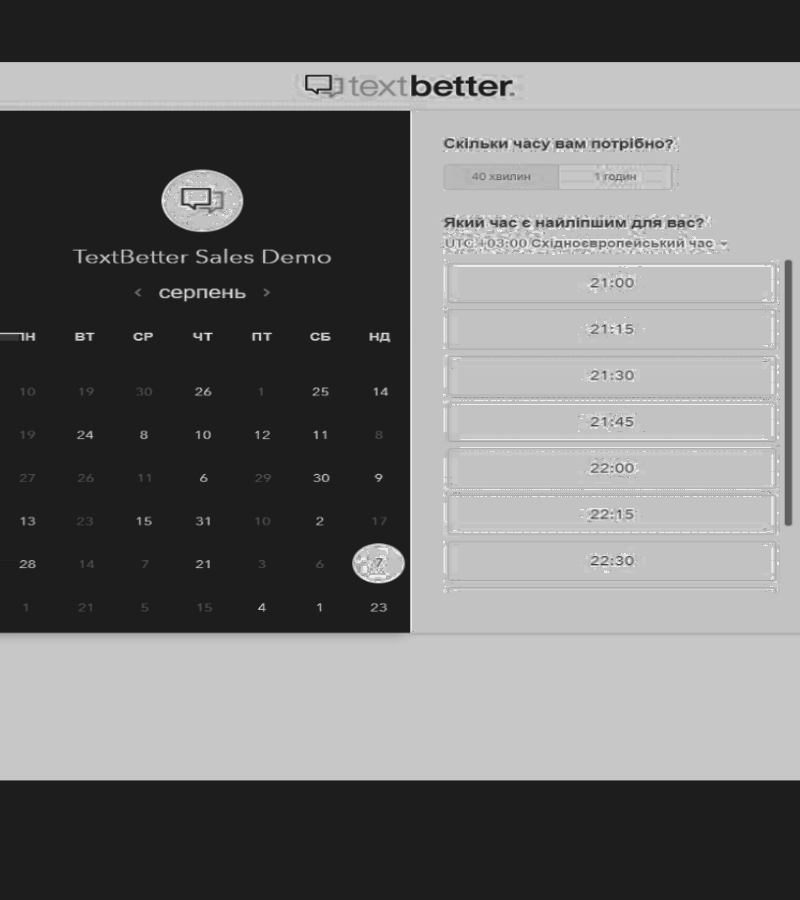 textbetter.
TextBetter Sales Demo
‹ серпень ›
ВТ СР ЧТ ПТ СБ НД
10 19 30 26 1 25 14
19 24 8 10 12 11 8
27 26 11 6 29 30 9
13 23 15 31 10 2 17
28 14 7 21 3 6 7
1 21 5 15 4 1 23
Скільки часу вам потрібно?
40 хвилин 1 годин
Який час є найліпшим для вас?
UTC +03:00 Східноєвропейський час
21:00
21:15
21:30
21:45
22:00
22:15
22:30